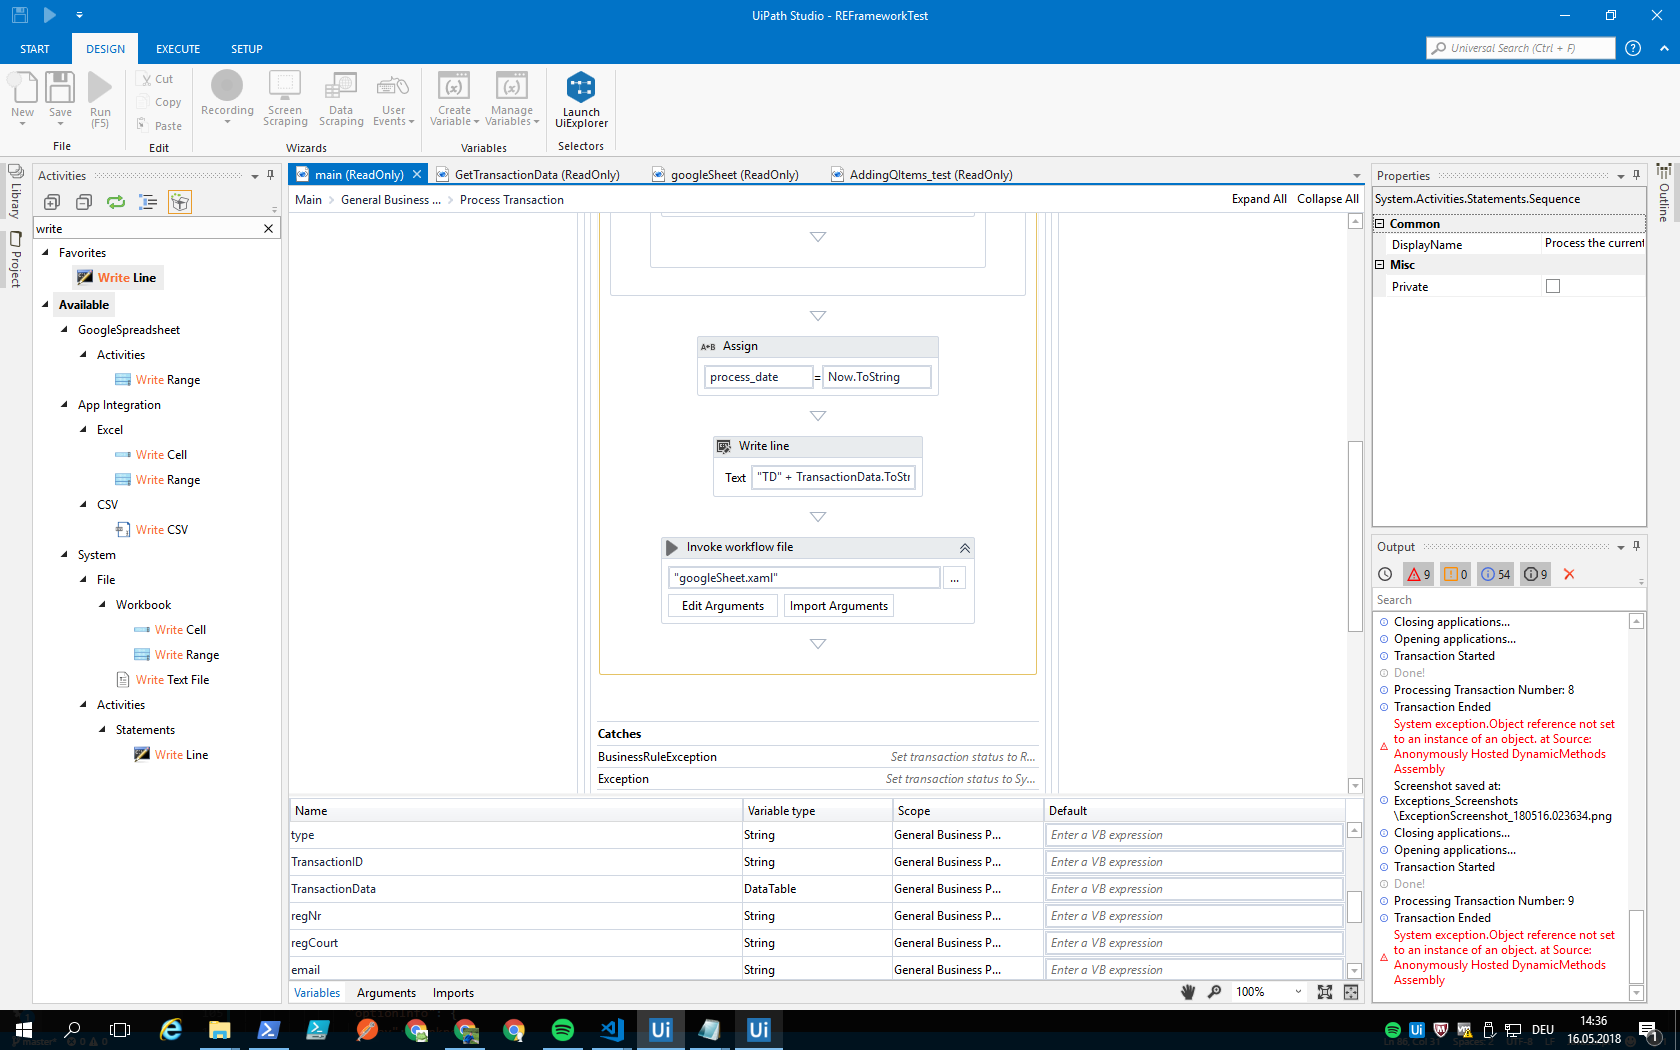 UiPath Studio - REFrameworkTest
START
DESIGN
EXECUTE
SETUP
Universal Search (Ctrl + F)
New
Save
Run
(F5)
File
Cut
Copy
Paste
Edit
Recording
Screen
Scraping
Data
Scraping
User
Events
Wizards
Create
Variable
Manage
Variables
Variables
Launch
UiExplorer
Selectors
Library
Project
Activities
write
Favorites
Write Line
Available
GoogleSpreadsheet
Activities
Write Range
App Integration
Excel
Write Cell
Write Range
CSV
Write CSV
System
File
Workbook
Write Cell
Write Range
Write Text File
Activities
Statements
Write Line
main (ReadOnly)
GetTransactionData (ReadOnly)
googleSheet (ReadOnly)
AddingQItems_test (ReadOnly)
Main > General Business ... > Process Transaction
Expand All Collapse All
A+B Assign
process_date = Now.ToString
Write line
Text "TD" + TransactionData.ToStr
Invoke workflow file
"googleSheet.xaml" ...
Edit Arguments Import Arguments
Catches
BusinessRuleException Set transaction status to R...
Exception Set transaction status to Sy...
Name Variable type Scope Default
type String General Business P... Enter a VB expression
TransactionID String General Business P... Enter a VB expression
TransactionData DataTable General Business P... Enter a VB expression
regNr String General Business P... Enter a VB expression
regCourt String General Business P... Enter a VB expression
email String General Business P... Enter a VB expression
Variables Arguments Imports
100%
Properties
System.Activities.Statements.Sequence
Common
DisplayName Process the current
Misc
Private
Outline
Output
9 0 54 9
Search
Closing applications...
Opening applications...
Transaction Started
Done!
Processing Transaction Number: 8
Transaction Ended
System exception.Object reference not set
to an instance of an object. at Source:
Anonymously Hosted DynamicMethods
Assembly
Screenshot saved at:
Exceptions_Screenshots
\ExceptionScreenshot_180516.023634.png
Closing applications...
Opening applications...
Transaction Started
Done!
Processing Transaction Number: 9
Transaction Ended
System exception.Object reference not set
to an instance of an object. at Source:
Anonymously Hosted DynamicMethods
Assembly
Ui
Ui
Ui
DEU
14:36
16.05.2018
1